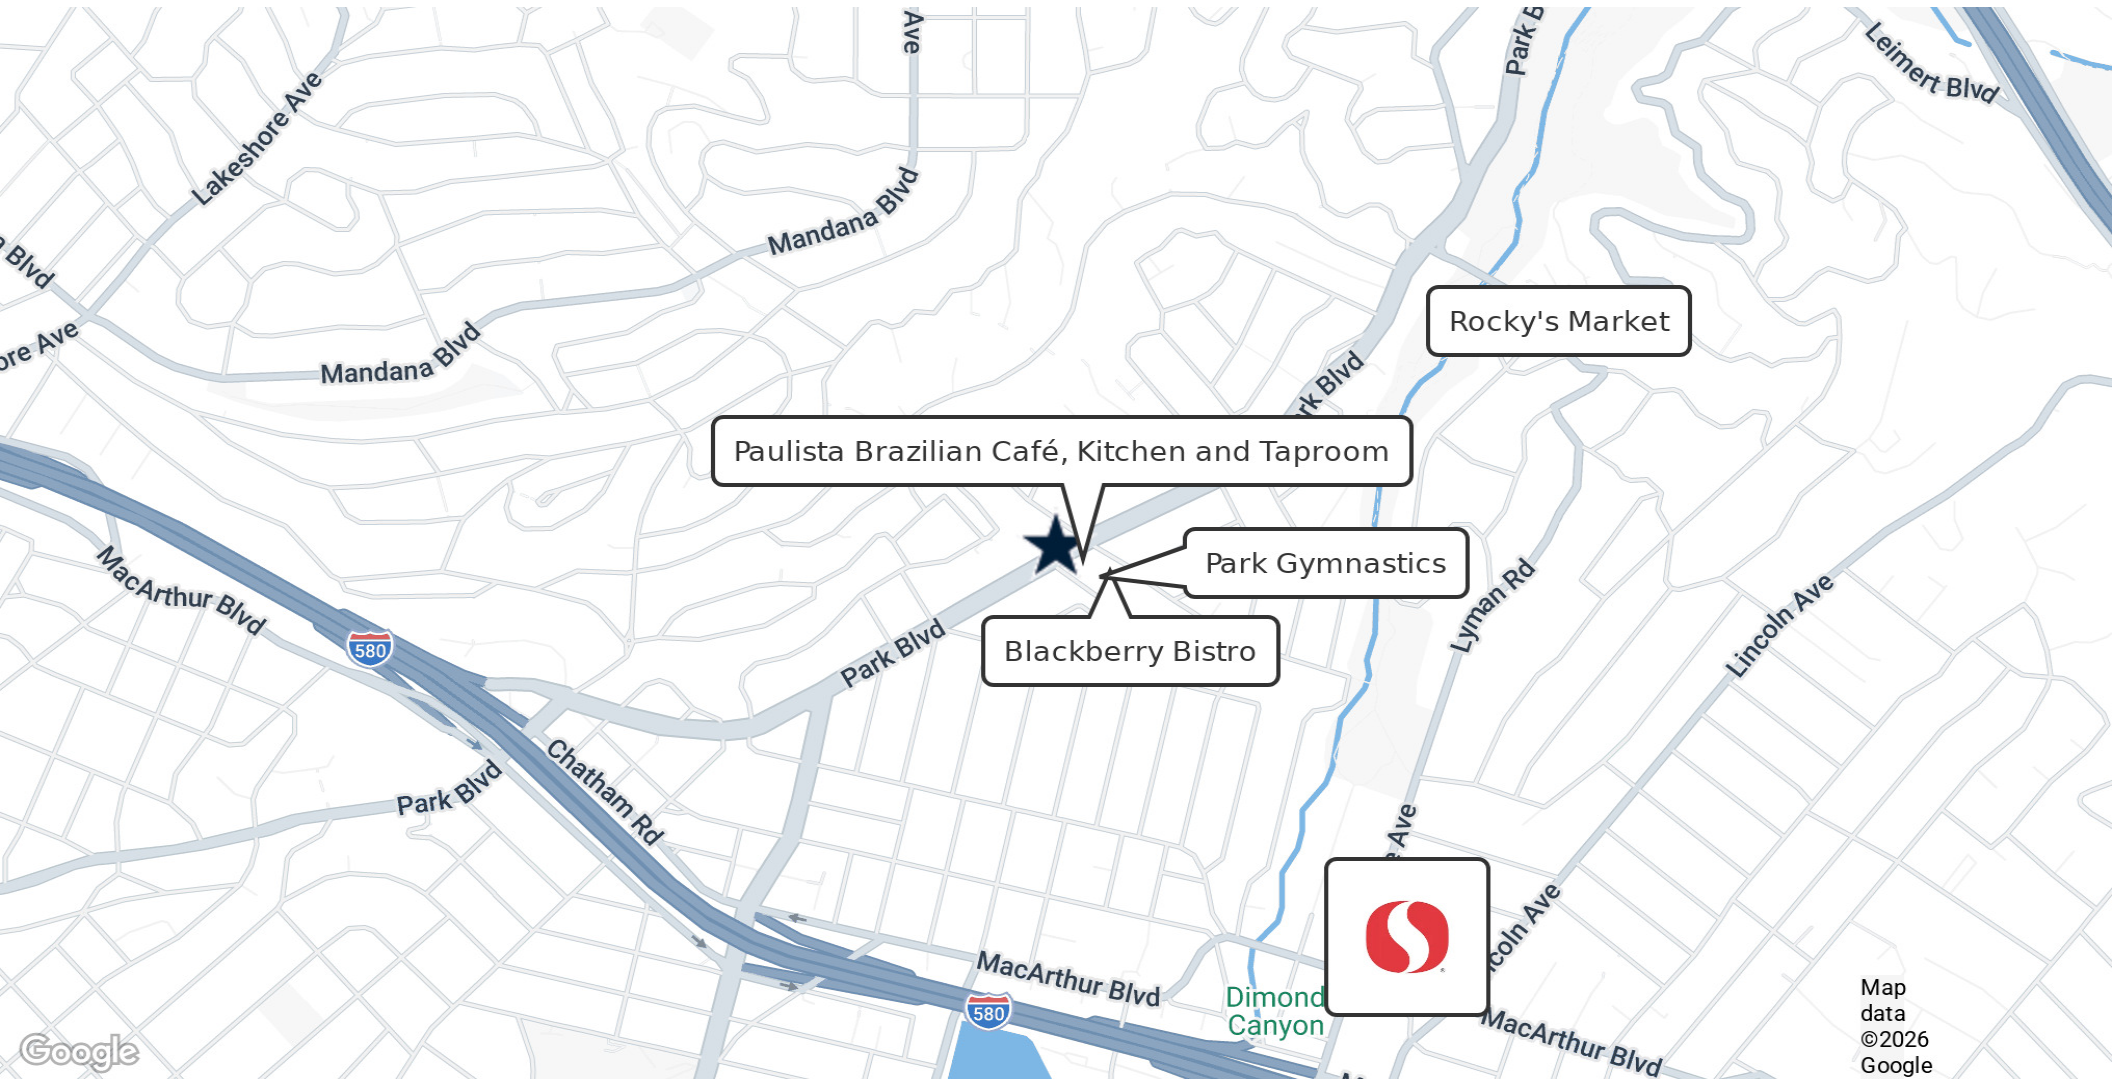 Ave
Park B
Leimert Blvd
Lakeshore Ave
Mandana Blvd
Blvd
ore Ave
Mandana Blvd
Rocky's Market
rk Blvd
Paulista Brazilian Café, Kitchen and Taproom
Park Gymnastics
MacArthur Blvd
Lyman Rd
Lincoln Ave
580
Park Blvd
Blackberry Bistro
Chatham Rd
Park Blvd
e Ave
coln Ave
MacArthur Blvd
580
Dimond
Canyon
MacArthur Blvd
Map
data
©2026
Google
Google